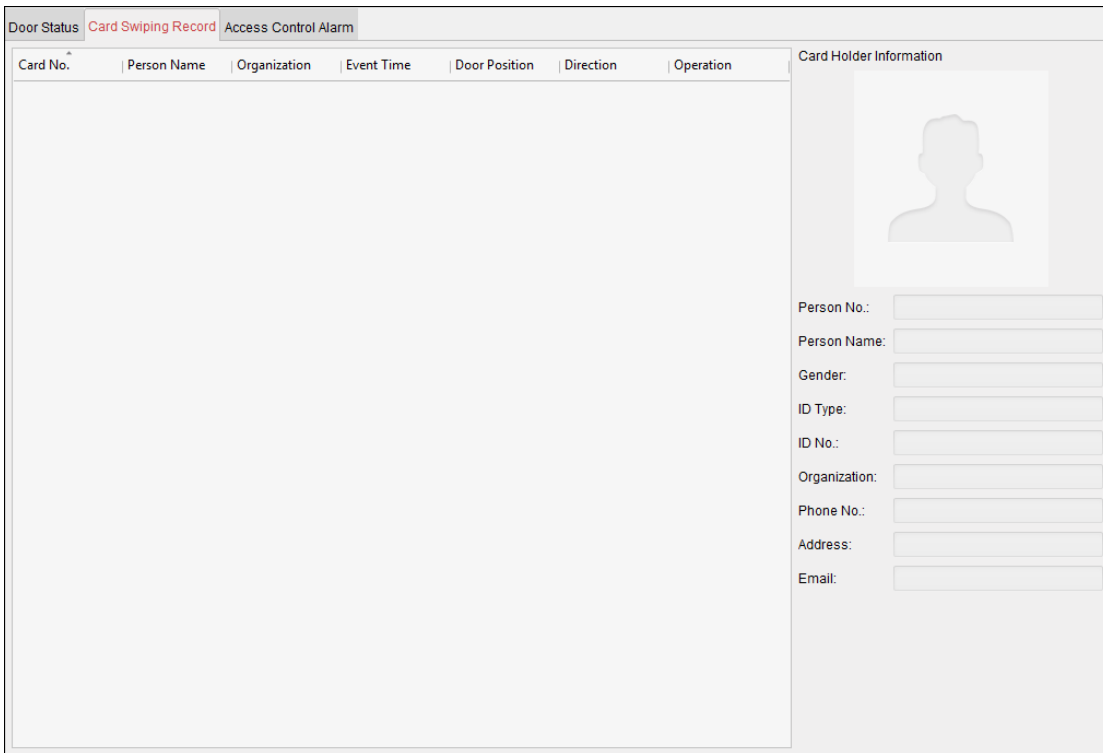 Door Status Card Swiping Record Access Control Alarm
Card No. Person Name Organization Event Time Door Position Direction Operation
Card Holder Information
Person No.:
Person Name:
Gender:
ID Type:
ID No.:
Organization:
Phone No.:
Address:
Email: